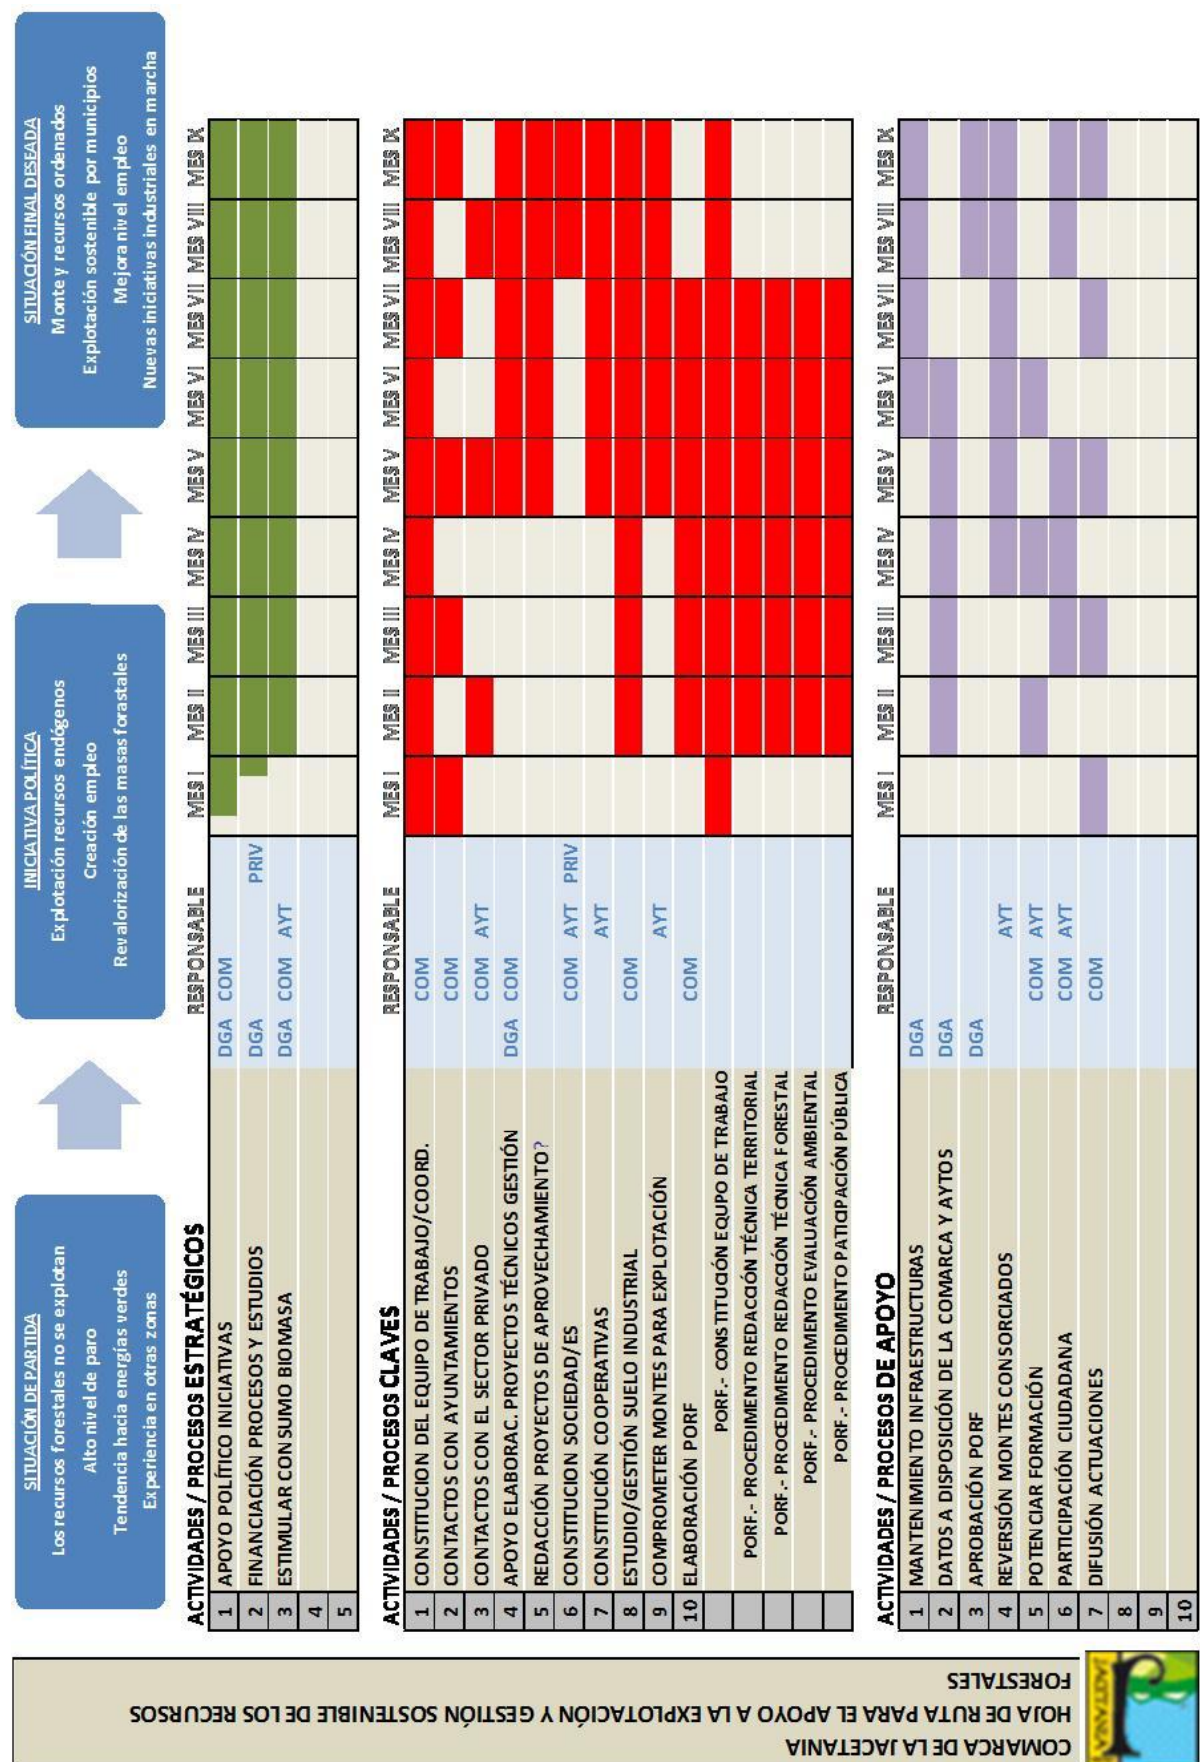 COMARCA DE LA JACETANIA
HOJA DE RUTA PARA EL APOYO A LA EXPLOTACIÓN Y GESTIÓN SOSTENIBLE DE LOS RECURSOS
FORESTALES
JACETANIA
SITUACIÓN DE PARTIDA
Los recursos forestales no se explotan
Alto nivel de paro
Tendencia hacia energías verdes
Experiencia en otras zonas
INICIATIVA POLÍTICA
Explotación recursos endógenos
Creación empleo
Revalorización de las masas forastales
SITUACIÓN FINAL DESEADA
Monte y recursos ordenados
Explotación sostenible por municipios
Mejora nivel empleo
Nuevas iniciativas industriales en marcha
ACTIVIDADES / PROCESOS ESTRATÉGICOS RESPONSABLE MES I MES II MES III MES IV MES V MES VI MES VII MES VIII MES IX
1 APOYO POLÍTICO INICIATIVAS DGA COM
2 FINANCIACIÓN PROCESOS Y ESTUDIOS DGA PRIV
3 ESTIMULAR CONSUMO BIOMASA DGA COM AYT
4
5
ACTIVIDADES / PROCESOS CLAVES RESPONSABLE MES I MES II MES III MES IV MES V MES VI MES VII MES VIII MES IX
1 CONSTITUCION DEL EQUIPO DE TRABAJO/COORD. COM
2 CONTACTOS CON AYUNTAMIENTOS COM
3 CONTACTOS CON EL SECTOR PRIVADO COM AYT
4 APOYO ELABORAC. PROYECTOS TÉCNICOS GESTIÓN DGA COM
5 REDACCIÓN PROYECTOS DE APROVECHAMIENTO?
6 CONSTITUCION SOCIEDAD/ES COM AYT PRIV
7 CONSTITUCIÓN COOPERATIVAS AYT
8 ESTUDIO/GESTIÓN SUELO INDUSTRIAL COM
9 COMPROMETER MONTES PARA EXPLOTACIÓN AYT
10 ELABORACIÓN PORF COM
PORF.- CONSTITUCIÓN EQUPO DE TRABAJO
PORF.- PROCEDIMIENTO REDACCIÓN TÉCNICA TERRITORIAL
PORF.- PROCEDIMIENTO REDACCIÓN TÉCNICA FORESTAL
PORF.- PROCEDIMIENTO EVALUACIÓN AMBIENTAL
PORF.- PROCEDIMIENTO PATICIPACIÓN PÚBLICA
ACTIVIDADES / PROCESOS DE APOYO RESPONSABLE MES I MES II MES III MES IV MES V MES VI MES VII MES VIII MES IX
1 MANTENIMIENTO INFRAESTRUCTURAS DGA
2 DATOS A DISPOSICIÓN DE LA COMARCA Y AYTOS DGA
3 APROBACIÓN PORF DGA
4 REVERSIÓN MONTES CONSORCIADOS AYT
5 POTENCIAR FORMACIÓN COM AYT
6 PARTICIPACIÓN CIUDADANA COM AYT
7 DIFUSIÓN ACTUACIONES COM
8
9
10